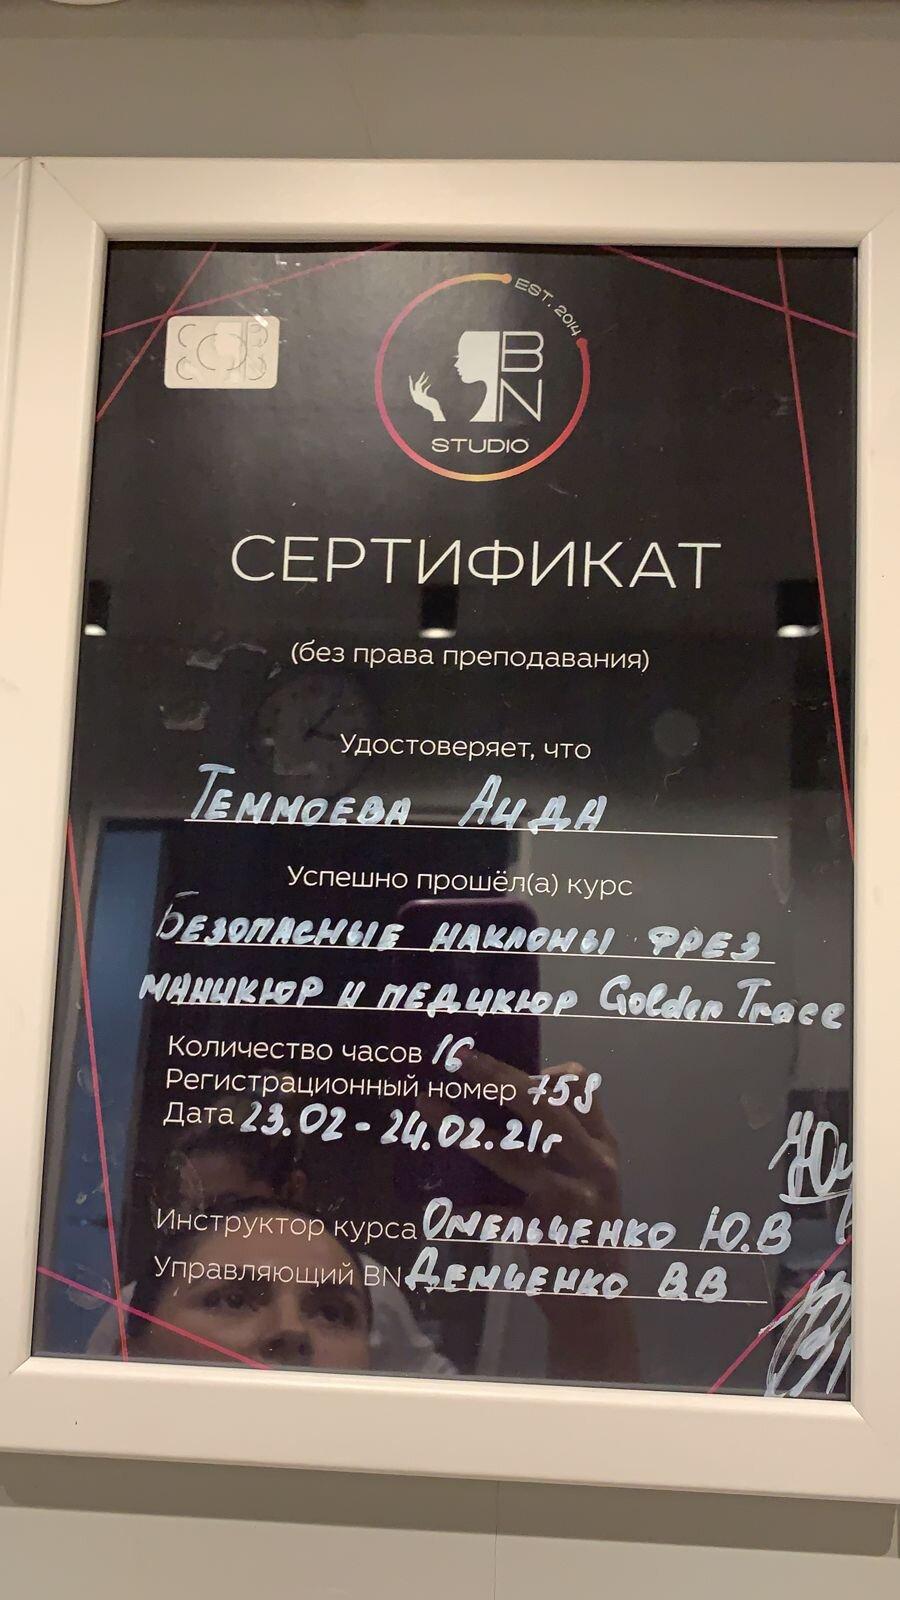 EST. 2014
BN
STUDIO
СЕРТИФИКАТ
(без права преподавания)
Удостоверяет, что
Теммоева Аида
Успешно прошёл(а) курс
Безопасные наклоны фрез
маникюр и педикюр Golden Trace
Количество часов 16
Регистрационный номер 758
Дата 23.02 - 24.02.21г
Инструктор курса Омельченко Ю.В
Управляющий BN Демченко В.В